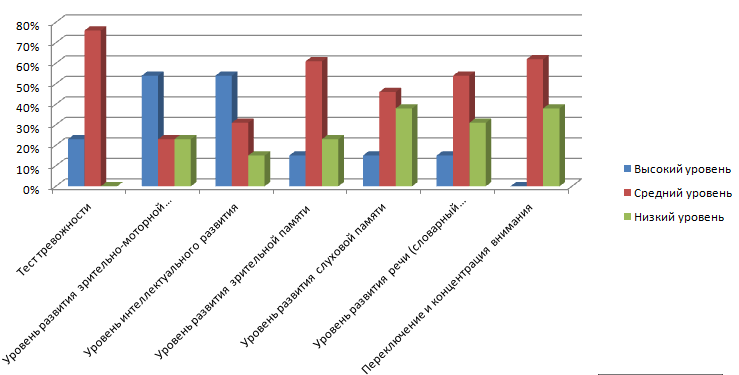 80%
70%
60%
50%
40%
30%
20%
10%
0%
Тест тревожности
Уровень развития зрительно-моторной...
Уровень интеллектуального развития
Уровень развития зрительной памяти
Уровень развития слуховой памяти
Уровень развития речи (словарный...
Переключение и концентрация внимания
Высокий уровень
Средний уровень
Низкий уровень